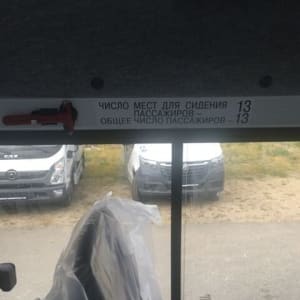 ЧИСЛО МЕСТ ДЛЯ СИДЕНИЯ
ПАССАЖИРОВ – 13
ОБЩЕЕ ЧИСЛО ПАССАЖИРОВ – 13